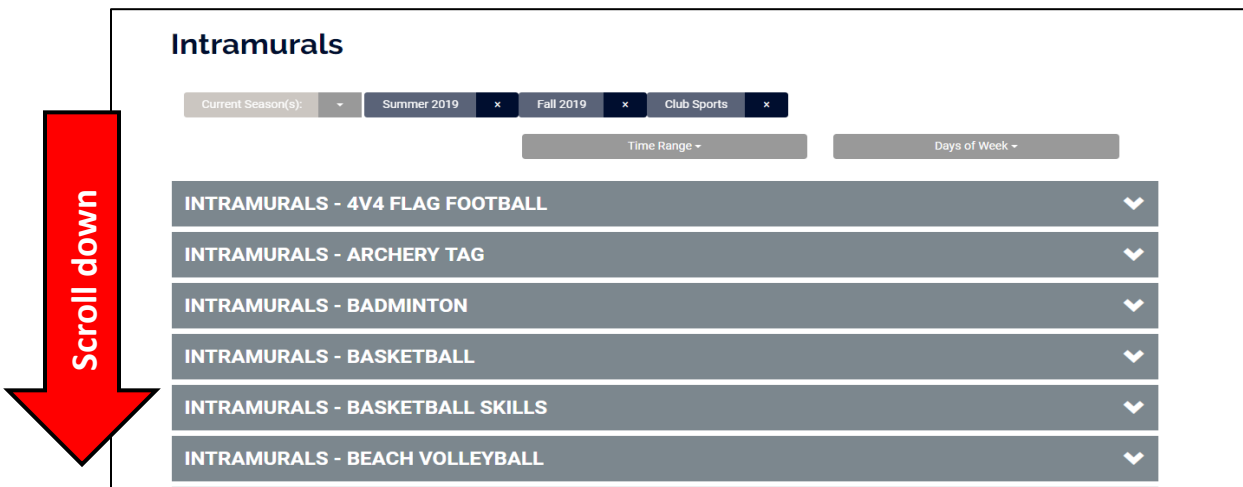 Intramurals
Current Season(s): Summer 2019 × Fall 2019 × Club Sports ×
Time Range Days of Week
Scroll down
INTRAMURALS - 4V4 FLAG FOOTBALL
INTRAMURALS - ARCHERY TAG
INTRAMURALS - BADMINTON
INTRAMURALS - BASKETBALL
INTRAMURALS - BASKETBALL SKILLS
INTRAMURALS - BEACH VOLLEYBALL